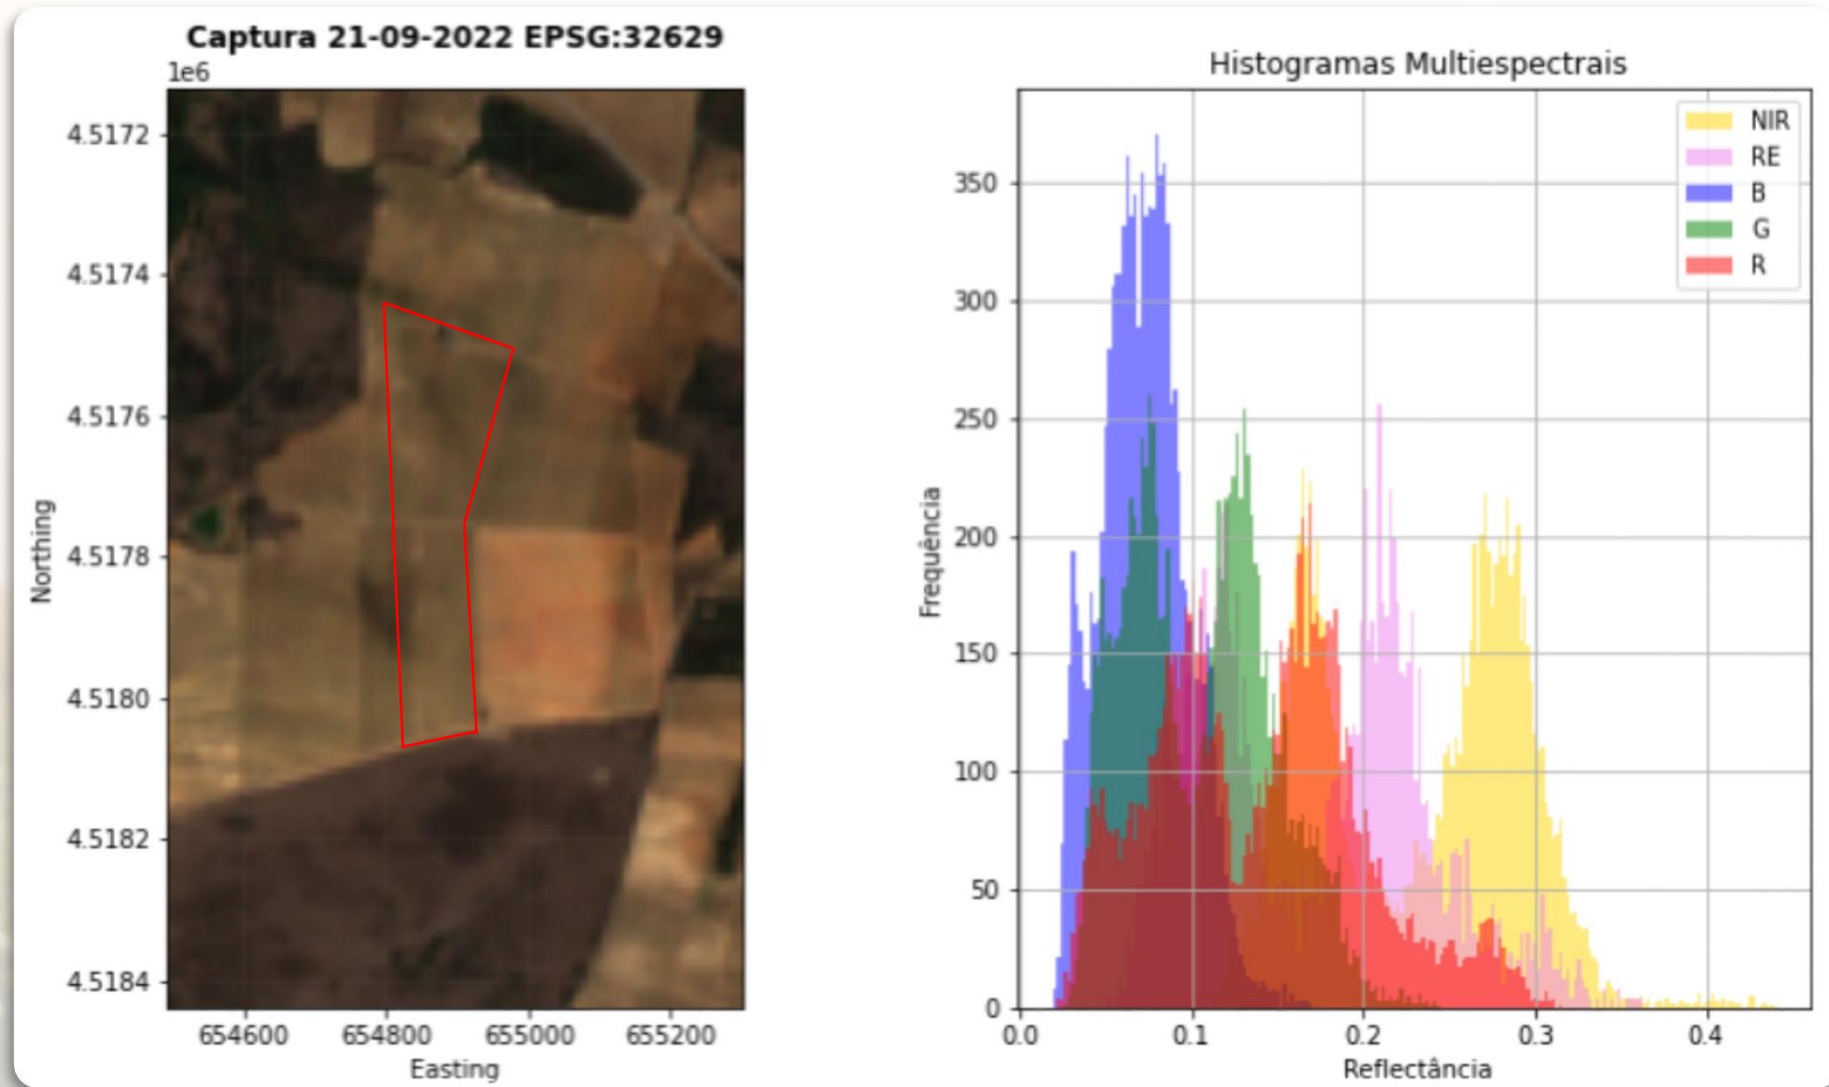 Captura 21-09-2022 EPSG:32629
1e6
4.5172
4.5174
4.5176
4.5178
4.5180
4.5182
4.5184
Northing
654600 654800 655000 655200
Easting
Histogramas Multiespectrais
NIR
RE
B
G
R
350
300
250
200
150
100
50
0
Frequência
0.0 0.1 0.2 0.3 0.4
Reflectância